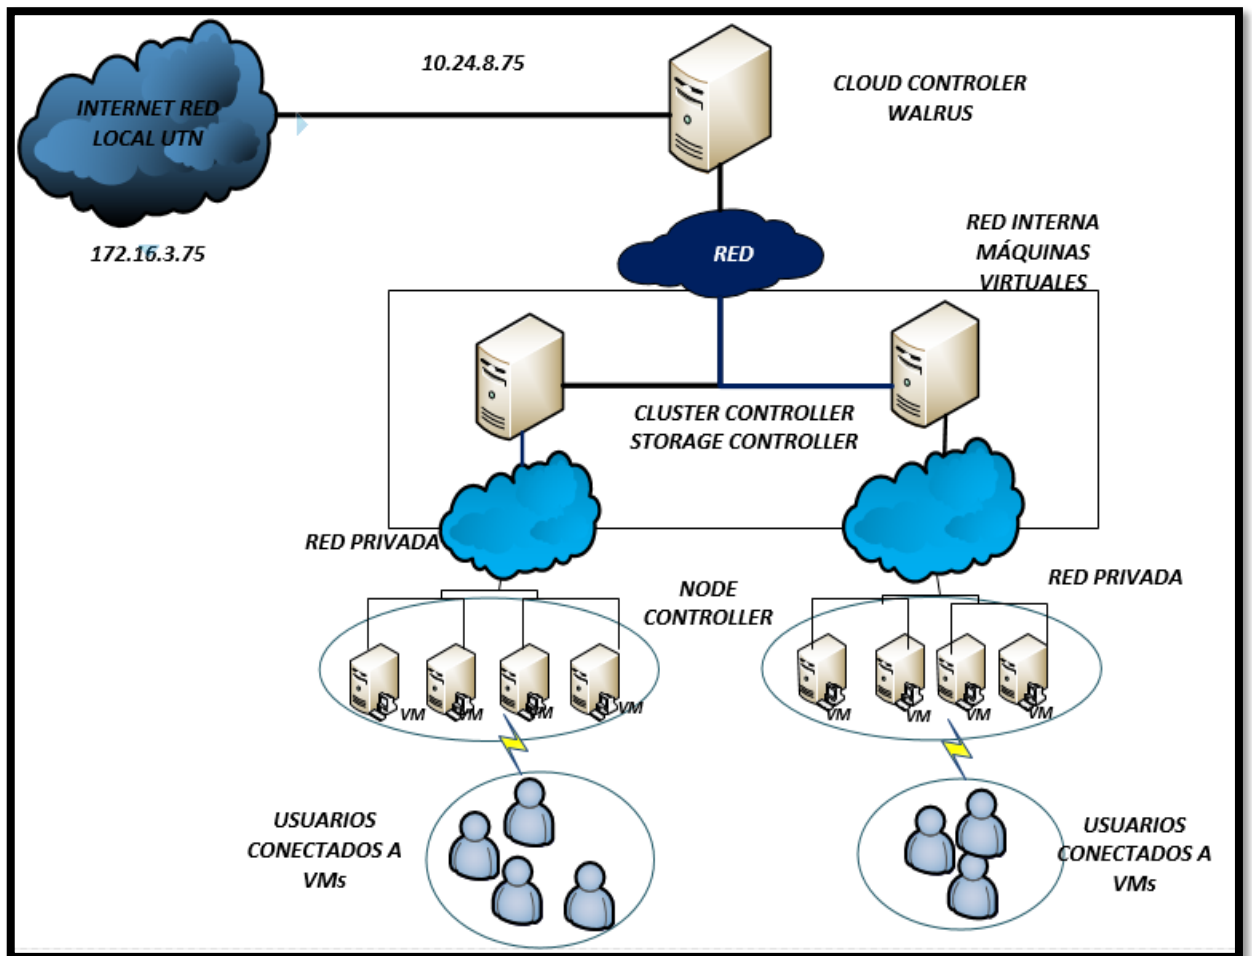 10.24.8.75
INTERNET RED
LOCAL UTN
CLOUD CONTROLER
WALRUS
172.16.3.75
RED
RED INTERNA
MÁQUINAS
VIRTUALES
CLUSTER CONTROLLER
STORAGE CONTROLLER
RED PRIVADA
NODE
CONTROLLER
RED PRIVADA
VM
VM
VM
VM
VM
VM
VM
VM
USUARIOS
CONECTADOS A
VMs
USUARIOS
CONECTADOS A
VMs